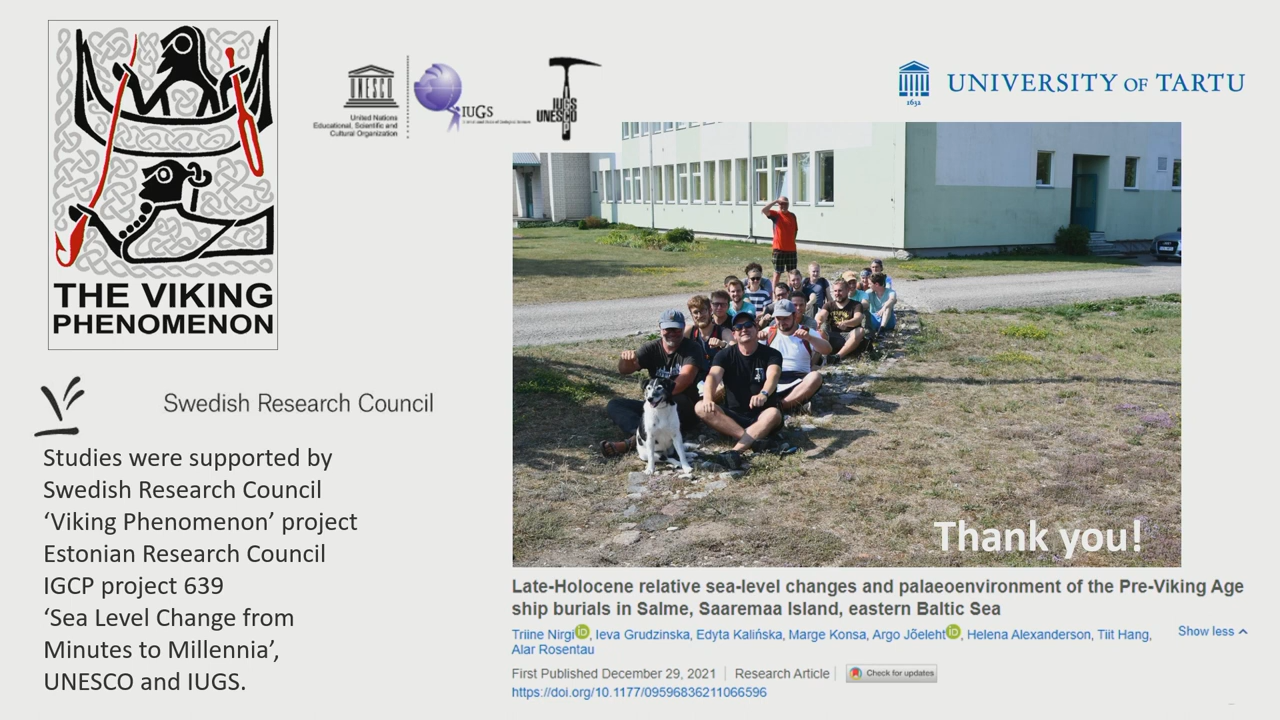 THE VIKING
PHENOMENON
UNESCO
United Nations
Educational, Scientific and
Cultural Organization
IUGS
IUGS
UNESCO
1632
UNIVERSITY OF TARTU
Swedish Research Council
Studies were supported by
Swedish Research Council
‘Viking Phenomenon’ project
Estonian Research Council
IGCP project 639
‘Sea Level Change from
Minutes to Millennia’,
UNESCO and IUGS.
Thank you!
Late-Holocene relative sea-level changes and palaeoenvironment of the Pre-Viking Age
ship burials in Salme, Saaremaa Island, eastern Baltic Sea
Triine Nirgi iD, Ieva Grudzinska, Edyta Kalińska, Marge Konsa, Argo Jõeleht iD, Helena Alexanderson, Tiit Hang,
Alar Rosentau
Show less
First Published December 29, 2021 | Research Article | Check for updates
https://doi.org/10.1177/09596836211066596